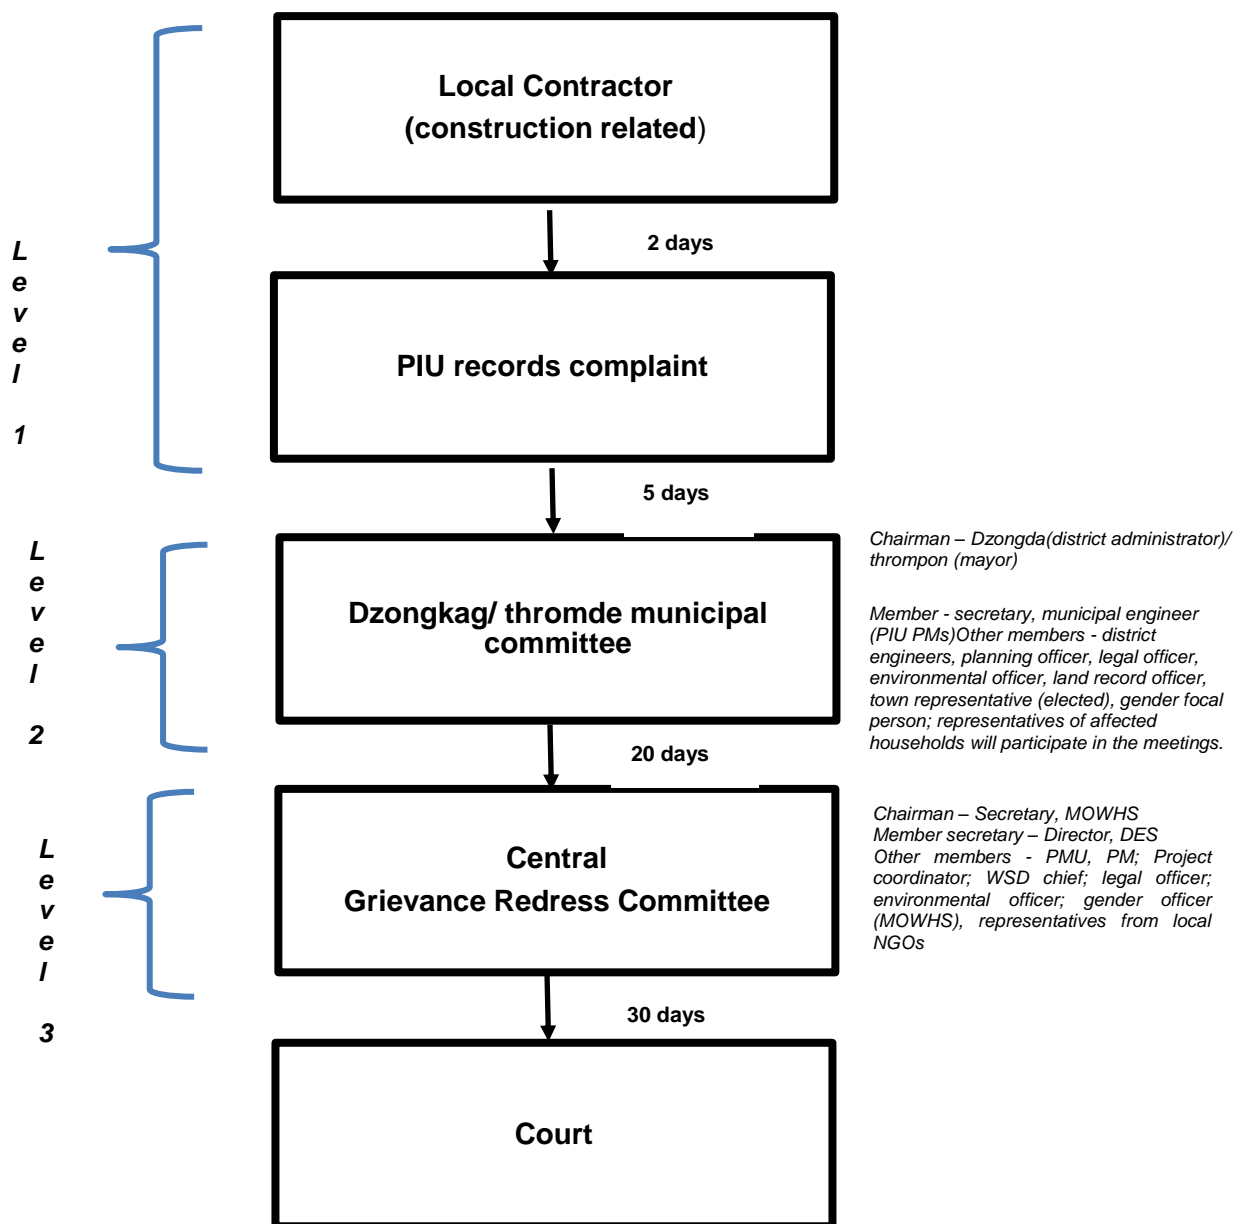 Local Contractor
(construction related)
2 days
Level 1
PIU records complaint
5 days
Dzongkag/ thromde municipal
committee
Level 2
Chairman – Dzongda(district administrator)/
thrompon (mayor)
Member - secretary, municipal engineer
(PIU PMs)Other members - district
engineers, planning officer, legal officer,
environmental officer, land record officer,
town representative (elected), gender focal
person; representatives of affected
households will participate in the meetings.
20 days
Central
Grievance Redress Committee
Level 3
Chairman – Secretary, MOWHS
Member secretary – Director, DES
Other members - PMU, PM; Project
coordinator; WSD chief; legal officer;
environmental officer; gender officer
(MOWHS), representatives from local
NGOs
30 days
Court